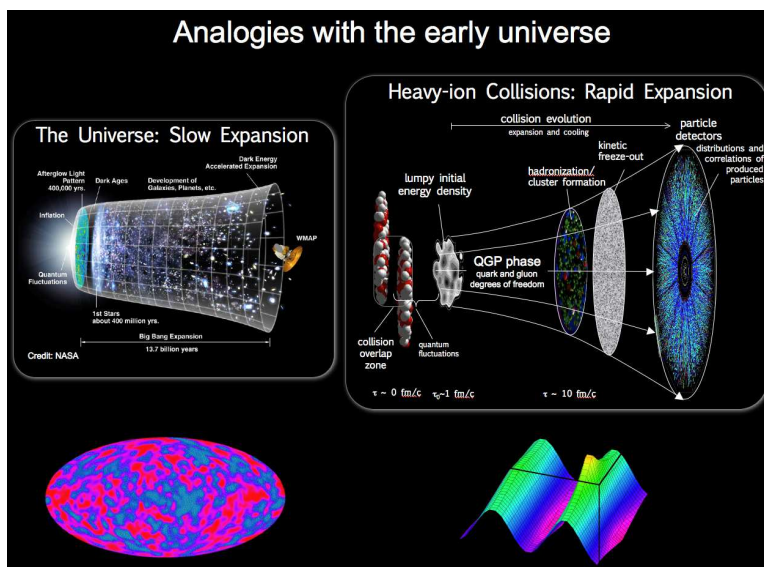 Analogies with the early universe
The Universe: Slow Expansion
Dark Energy
Accelerated Expansion
Afterglow Light
Pattern
400,000 yrs.
Dark Ages
Development of
Galaxies, Planets, etc.
Inflation
WMAP
Quantum
Fluctuations
1st Stars
about 400 million yrs.
Big Bang Expansion
13.7 billion years
Credit: NASA
Heavy-ion Collisions: Rapid Expansion
collision evolution
expansion and cooling
particle
detectors
kinetic
freeze-out
distributions and
correlations of
produced
particles
hadronization/
cluster formation
lumpy initial
energy density
QGP phase
quark and gluon
degrees of freedom
collision
overlap
zone
quantum
fluctuations
τ ~ 0 fm/c
τ₀~1 fm/c
τ ~ 10 fm/c